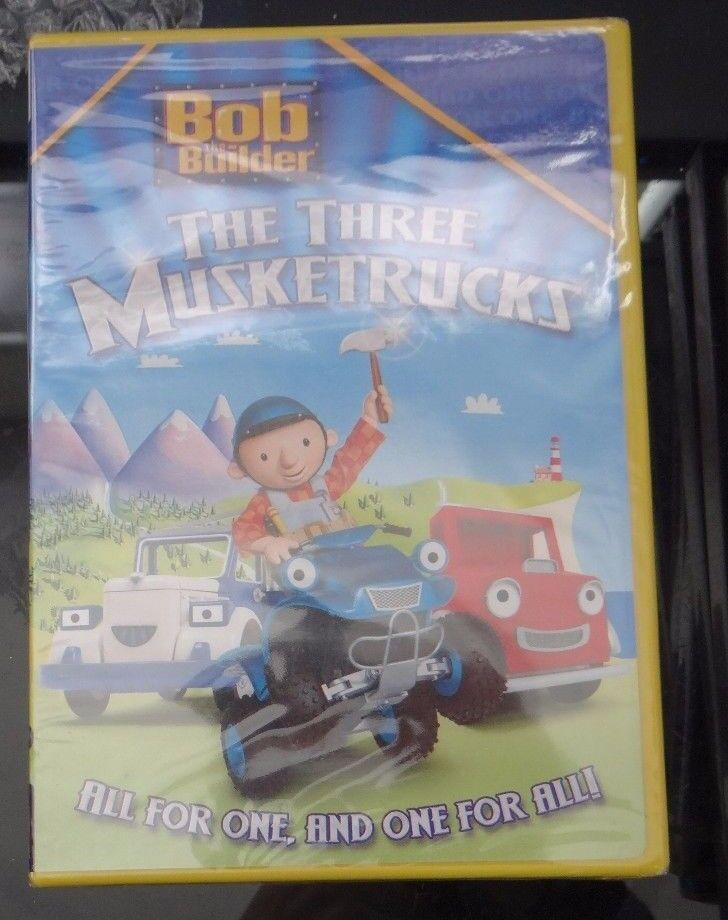 Bob
the
Builder
THE THREE
MUSKETRUCKS
ALL FOR ONE, AND ONE FOR ALL!